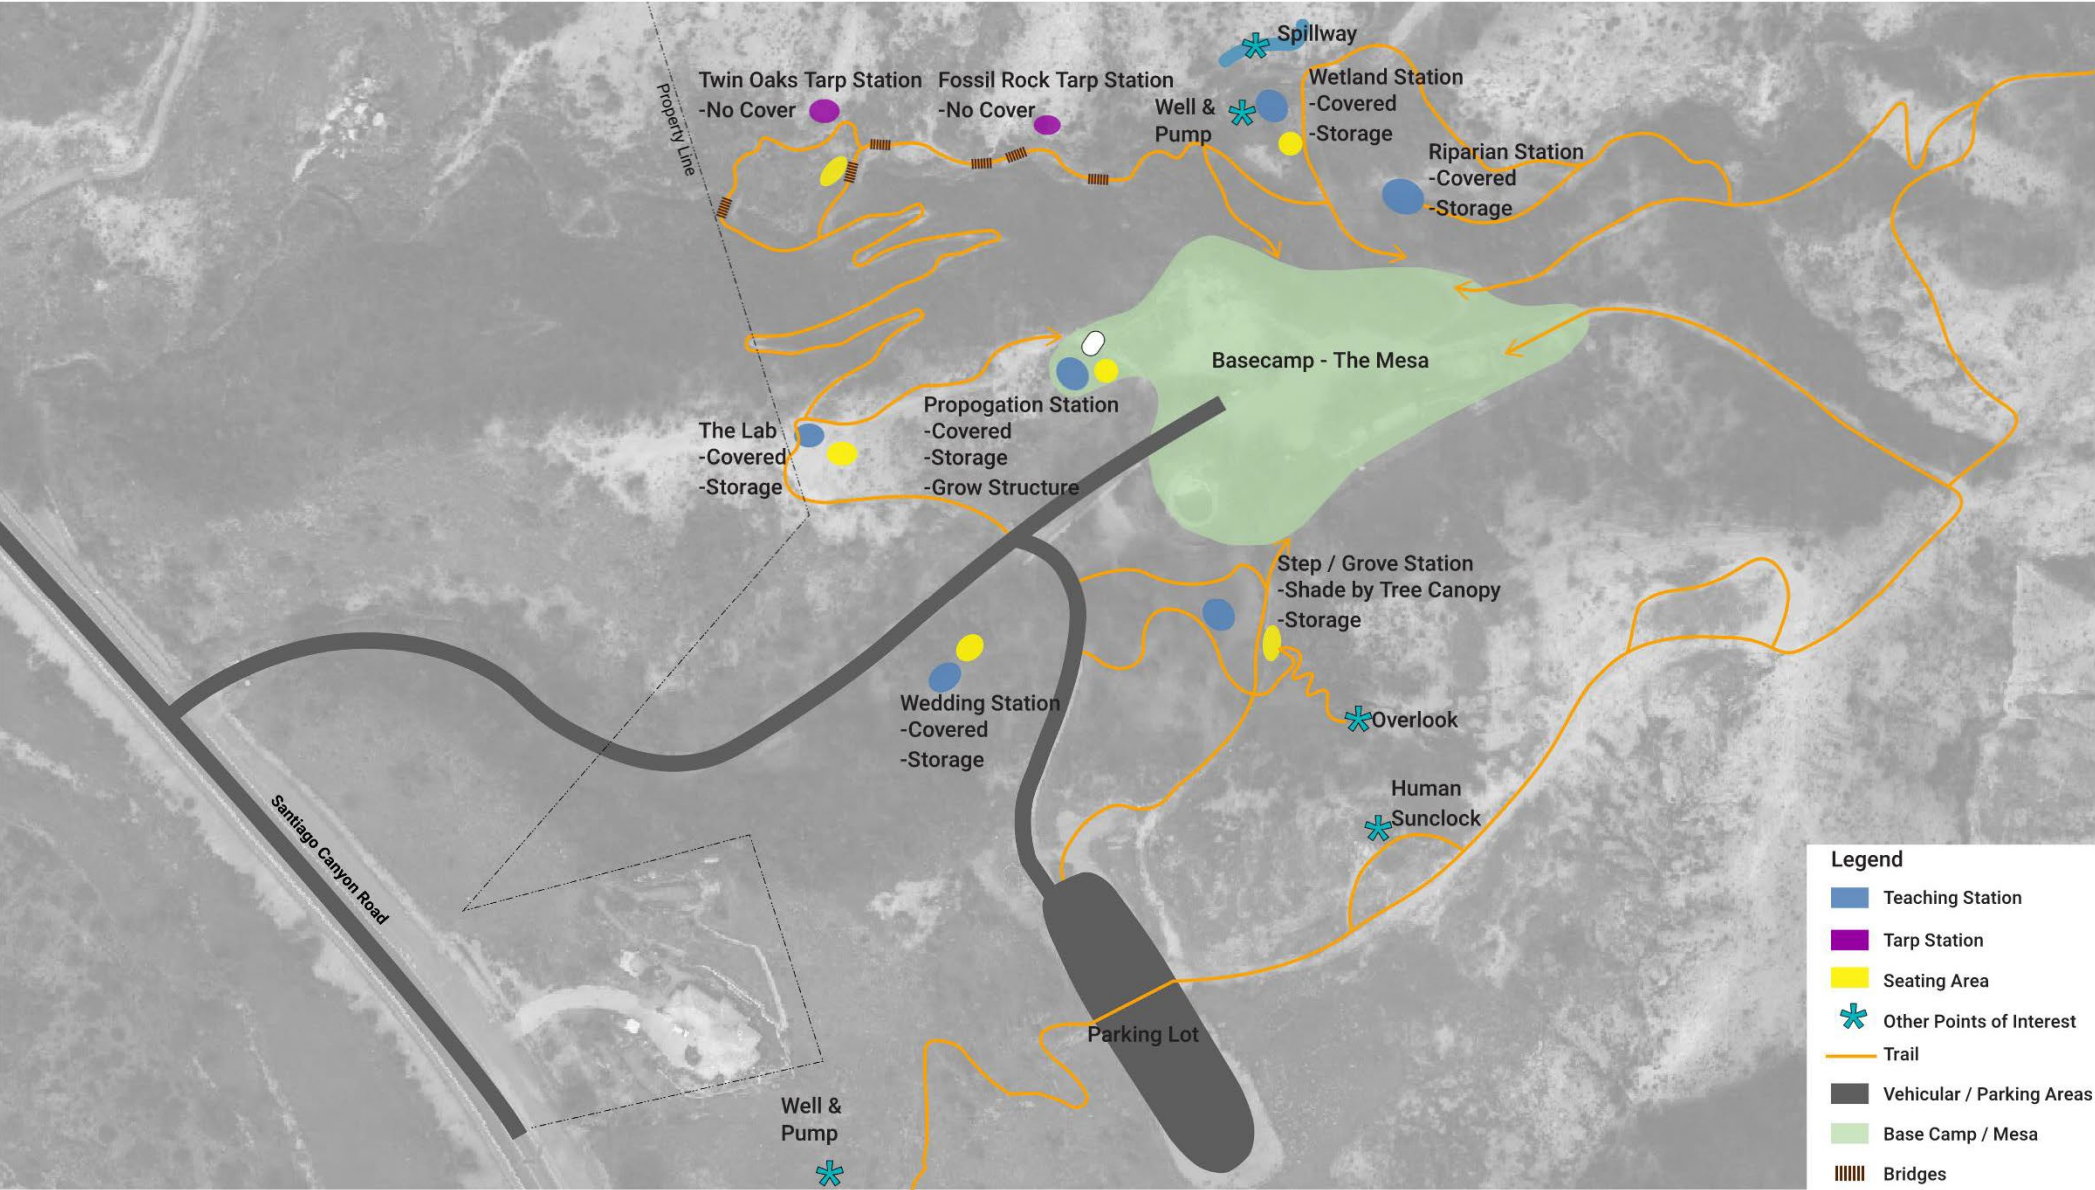 Spillway
Twin Oaks Tarp Station
-No Cover
Fossil Rock Tarp Station
-No Cover
Well &
Pump
Wetland Station
-Covered
-Storage
Riparian Station
-Covered
-Storage
Property Line
Basecamp - The Mesa
Propogation Station
-Covered
-Storage
-Grow Structure
The Lab
-Covered
-Storage
Step / Grove Station
-Shade by Tree Canopy
-Storage
Wedding Station
-Covered
-Storage
Overlook
Human
Sunclock
Santiago Canyon Road
Parking Lot
Well &
Pump
Legend
Teaching Station
Tarp Station
Seating Area
Other Points of Interest
Trail
Vehicular / Parking Areas
Base Camp / Mesa
Bridges